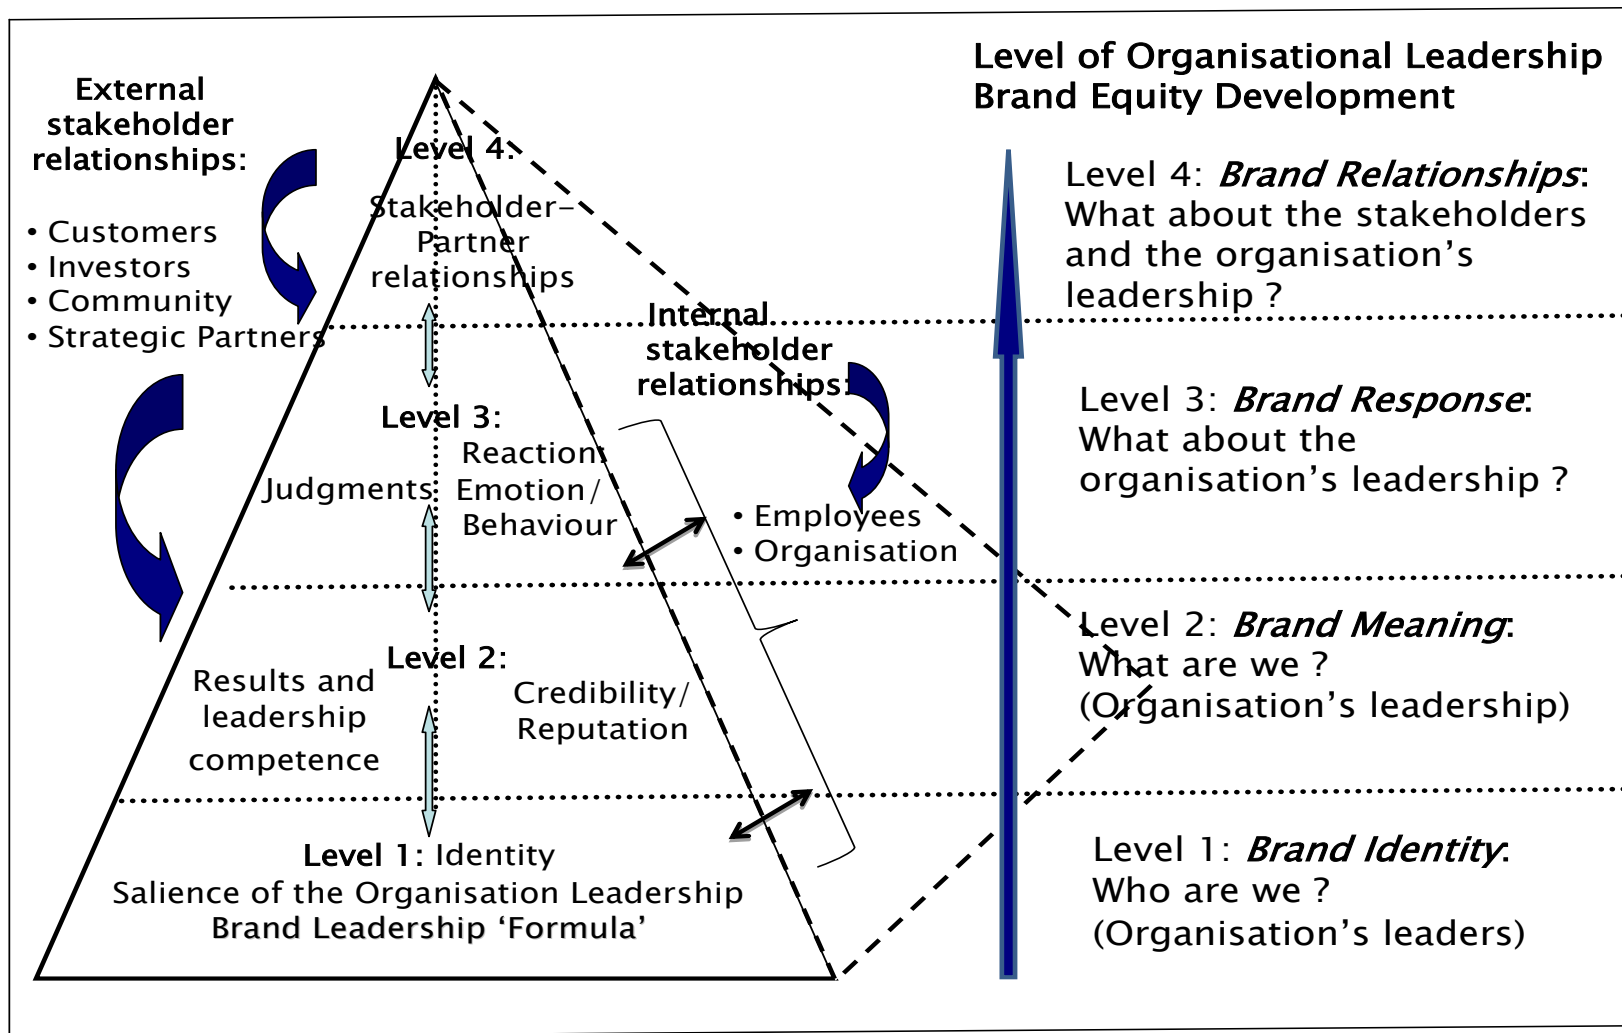 External
stakeholder
relationships:
• Customers
• Investors
• Community
• Strategic Partners
Level 4:
Stakeholder–
Partner
relationships
Internal
stakeholder
relationships:
• Employees
• Organisation
Level 3:
Judgments
Reaction
Emotion/
Behaviour
Level 2:
Results and
leadership
competence
Credibility/
Reputation
Level 1: Identity
Salience of the Organisation Leadership
Brand Leadership ‘Formula’
Level of Organisational Leadership
Brand Equity Development
Level 4: Brand Relationships:
What about the stakeholders
and the organisation’s
leadership ?
Level 3: Brand Response:
What about the
organisation’s leadership ?
Level 2: Brand Meaning:
What are we ?
(Organisation’s leadership)
Level 1: Brand Identity:
Who are we ?
(Organisation’s leaders)